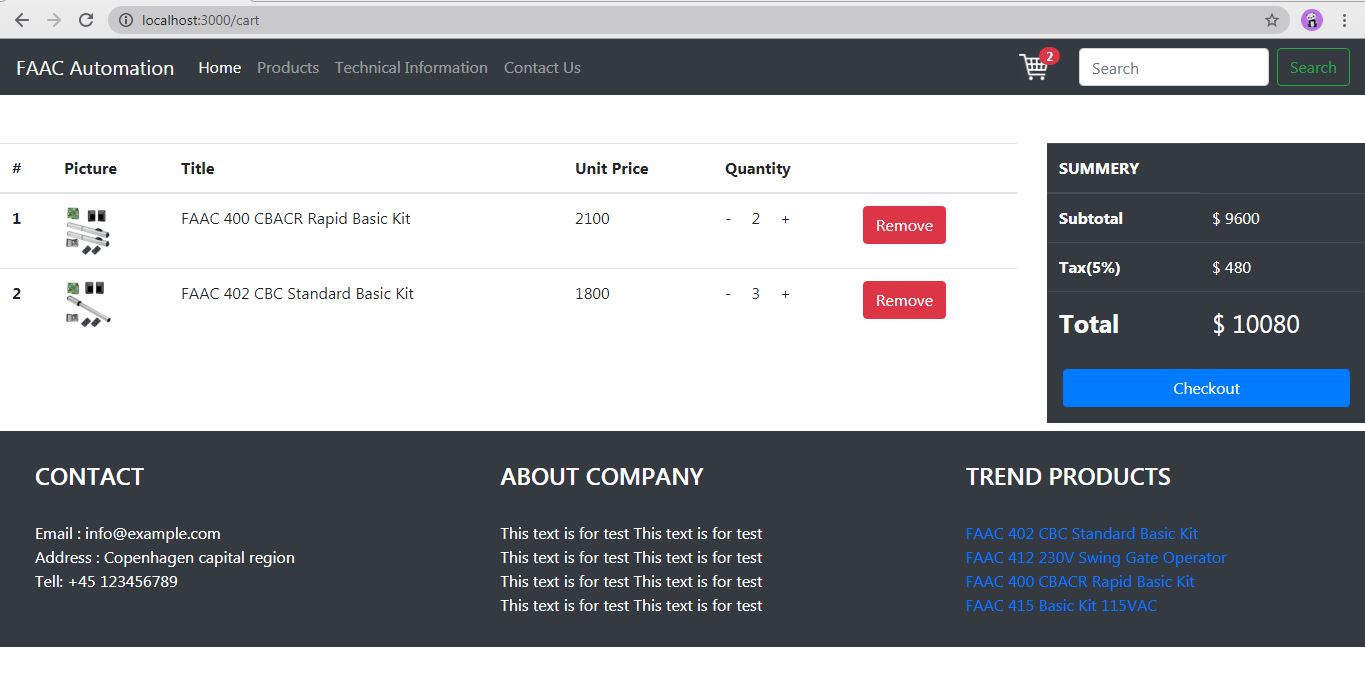 localhost:3000/cart
FAAC Automation Home Products Technical Information Contact Us 2 Search Search
# Picture Title Unit Price Quantity
1 FAAC 400 CBACR Rapid Basic Kit 2100 - 2 + Remove
2 FAAC 402 CBC Standard Basic Kit 1800 - 3 + Remove
SUMMERY
Subtotal $ 9600
Tax(5%) $ 480
Total $ 10080
Checkout
CONTACT
Email : info@example.com
Address : Copenhagen capital region
Tell: +45 123456789
ABOUT COMPANY
This text is for test This text is for test
This text is for test This text is for test
This text is for test This text is for test
This text is for test This text is for test
TREND PRODUCTS
FAAC 402 CBC Standard Basic Kit
FAAC 412 230V Swing Gate Operator
FAAC 400 CBACR Rapid Basic Kit
FAAC 415 Basic Kit 115VAC